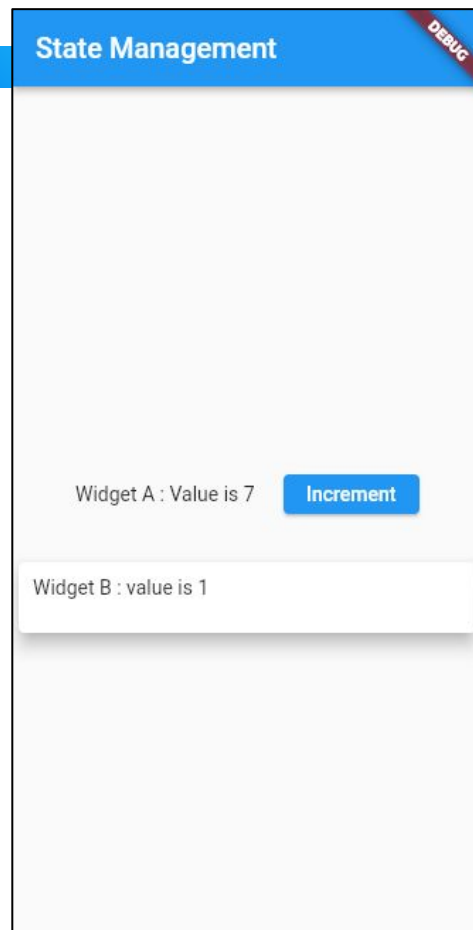 State Management
DEBUG
Widget A : Value is 7
Increment
Widget B : value is 1